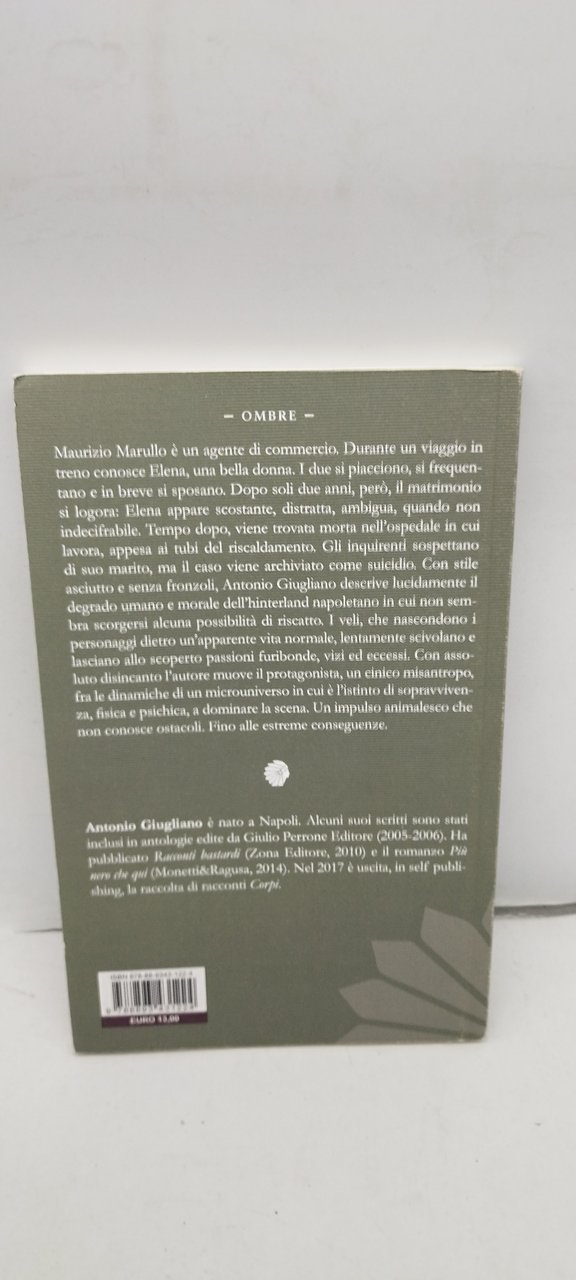 – OMBRE –
Maurizio Marullo è un agente di commercio. Durante un viaggio in
treno conosce Elena, una bella donna. I due si piacciono, si frequen-
tano e in breve si sposano. Dopo soli due anni, però, il matrimonio
si logora: Elena appare scostante, distratta, ambigua, quando non
indecifrabile. Tempo dopo, viene trovata morta nell'ospedale in cui
lavora, appesa ai tubi del riscaldamento. Gli inquirenti sospettano
di suo marito, ma il caso viene archiviato come suicidio. Con stile
asciutto e senza fronzoli, Antonio Giugliano descrive lucidamente il
degrado umano e morale dell'hinterland napoletano in cui non sem-
bra scorgersi alcuna possibilità di riscatto. I veli, che nascondono i
personaggi dietro un'apparente vita normale, lentamente scivolano e
lasciano allo scoperto passioni furibonde, vizi ed eccessi. Con asso-
luto disincanto l'autore muove il protagonista, un cinico misantropo,
fra le dinamiche di un microuniverso in cui è l'istinto di sopravviven-
za, fisica e psichica, a dominare la scena. Un impulso animalesco che
non conosce ostacoli. Fino alle estreme conseguenze.
Antonio Giugliano è nato a Napoli. Alcuni suoi scritti sono stati
inclusi in antologie edite da Giulio Perrone Editore (2005-2006). Ha
pubblicato Racconti bastardi (Zona Editore, 2010) e il romanzo Più
nero che qui (Monetti&Ragusa, 2014). Nel 2017 è uscita, in self publi-
shing, la raccolta di racconti Corpi.
ISBN
EURO 13,00